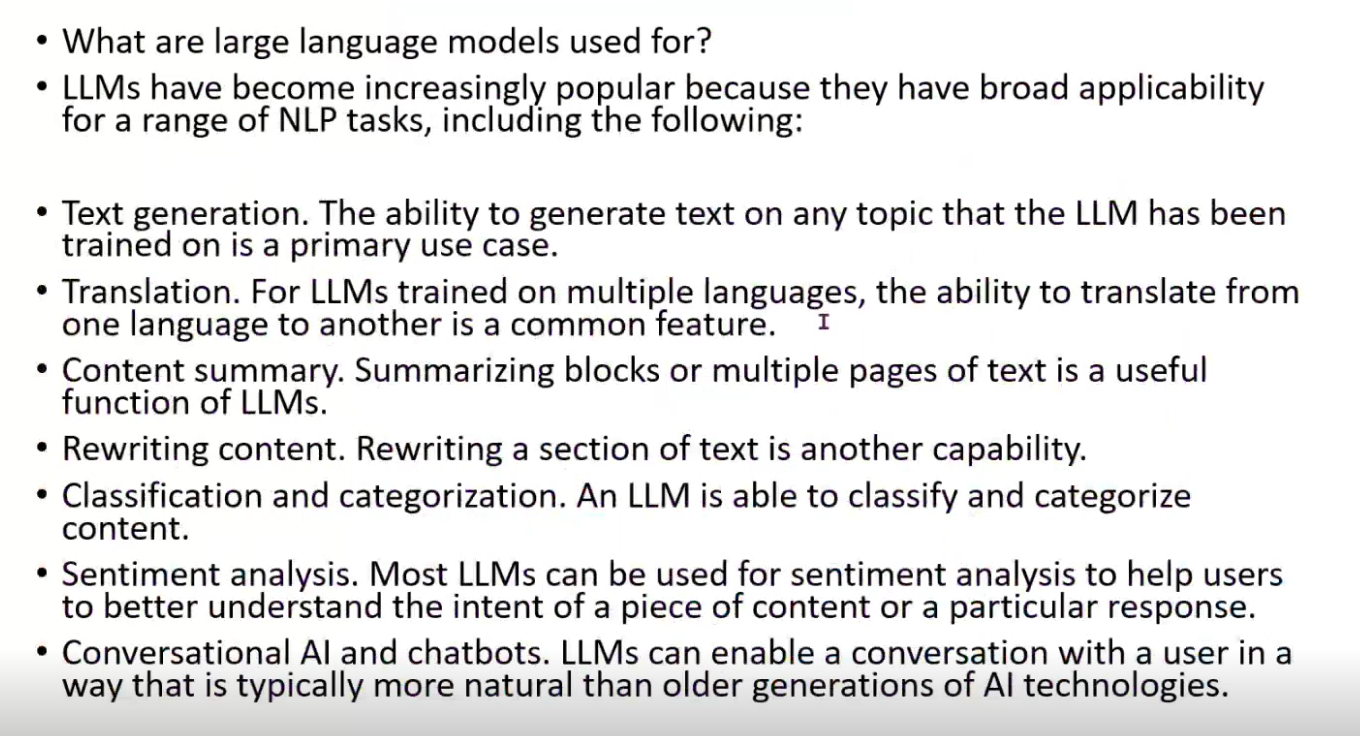 • What are large language models used for?
• LLMs have become increasingly popular because they have broad applicability
for a range of NLP tasks, including the following:
• Text generation. The ability to generate text on any topic that the LLM has been
trained on is a primary use case.
• Translation. For LLMs trained on multiple languages, the ability to translate from
one language to another is a common feature.
• Content summary. Summarizing blocks or multiple pages of text is a useful
function of LLMs.
• Rewriting content. Rewriting a section of text is another capability.
• Classification and categorization. An LLM is able to classify and categorize
content.
• Sentiment analysis. Most LLMs can be used for sentiment analysis to help users
to better understand the intent of a piece of content or a particular response.
• Conversational AI and chatbots. LLMs can enable a conversation with a user in a
way that is typically more natural than older generations of AI technologies.